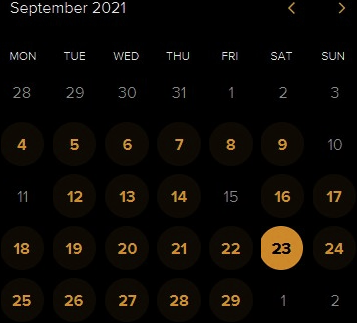 September 2021
MON TUE WED THU FRI SAT SUN
28 29 30 31 1 2 3
4 5 6 7 8 9 10
11 12 13 14 15 16 17
18 19 20 21 22 23 24
25 26 27 28 29 1 2